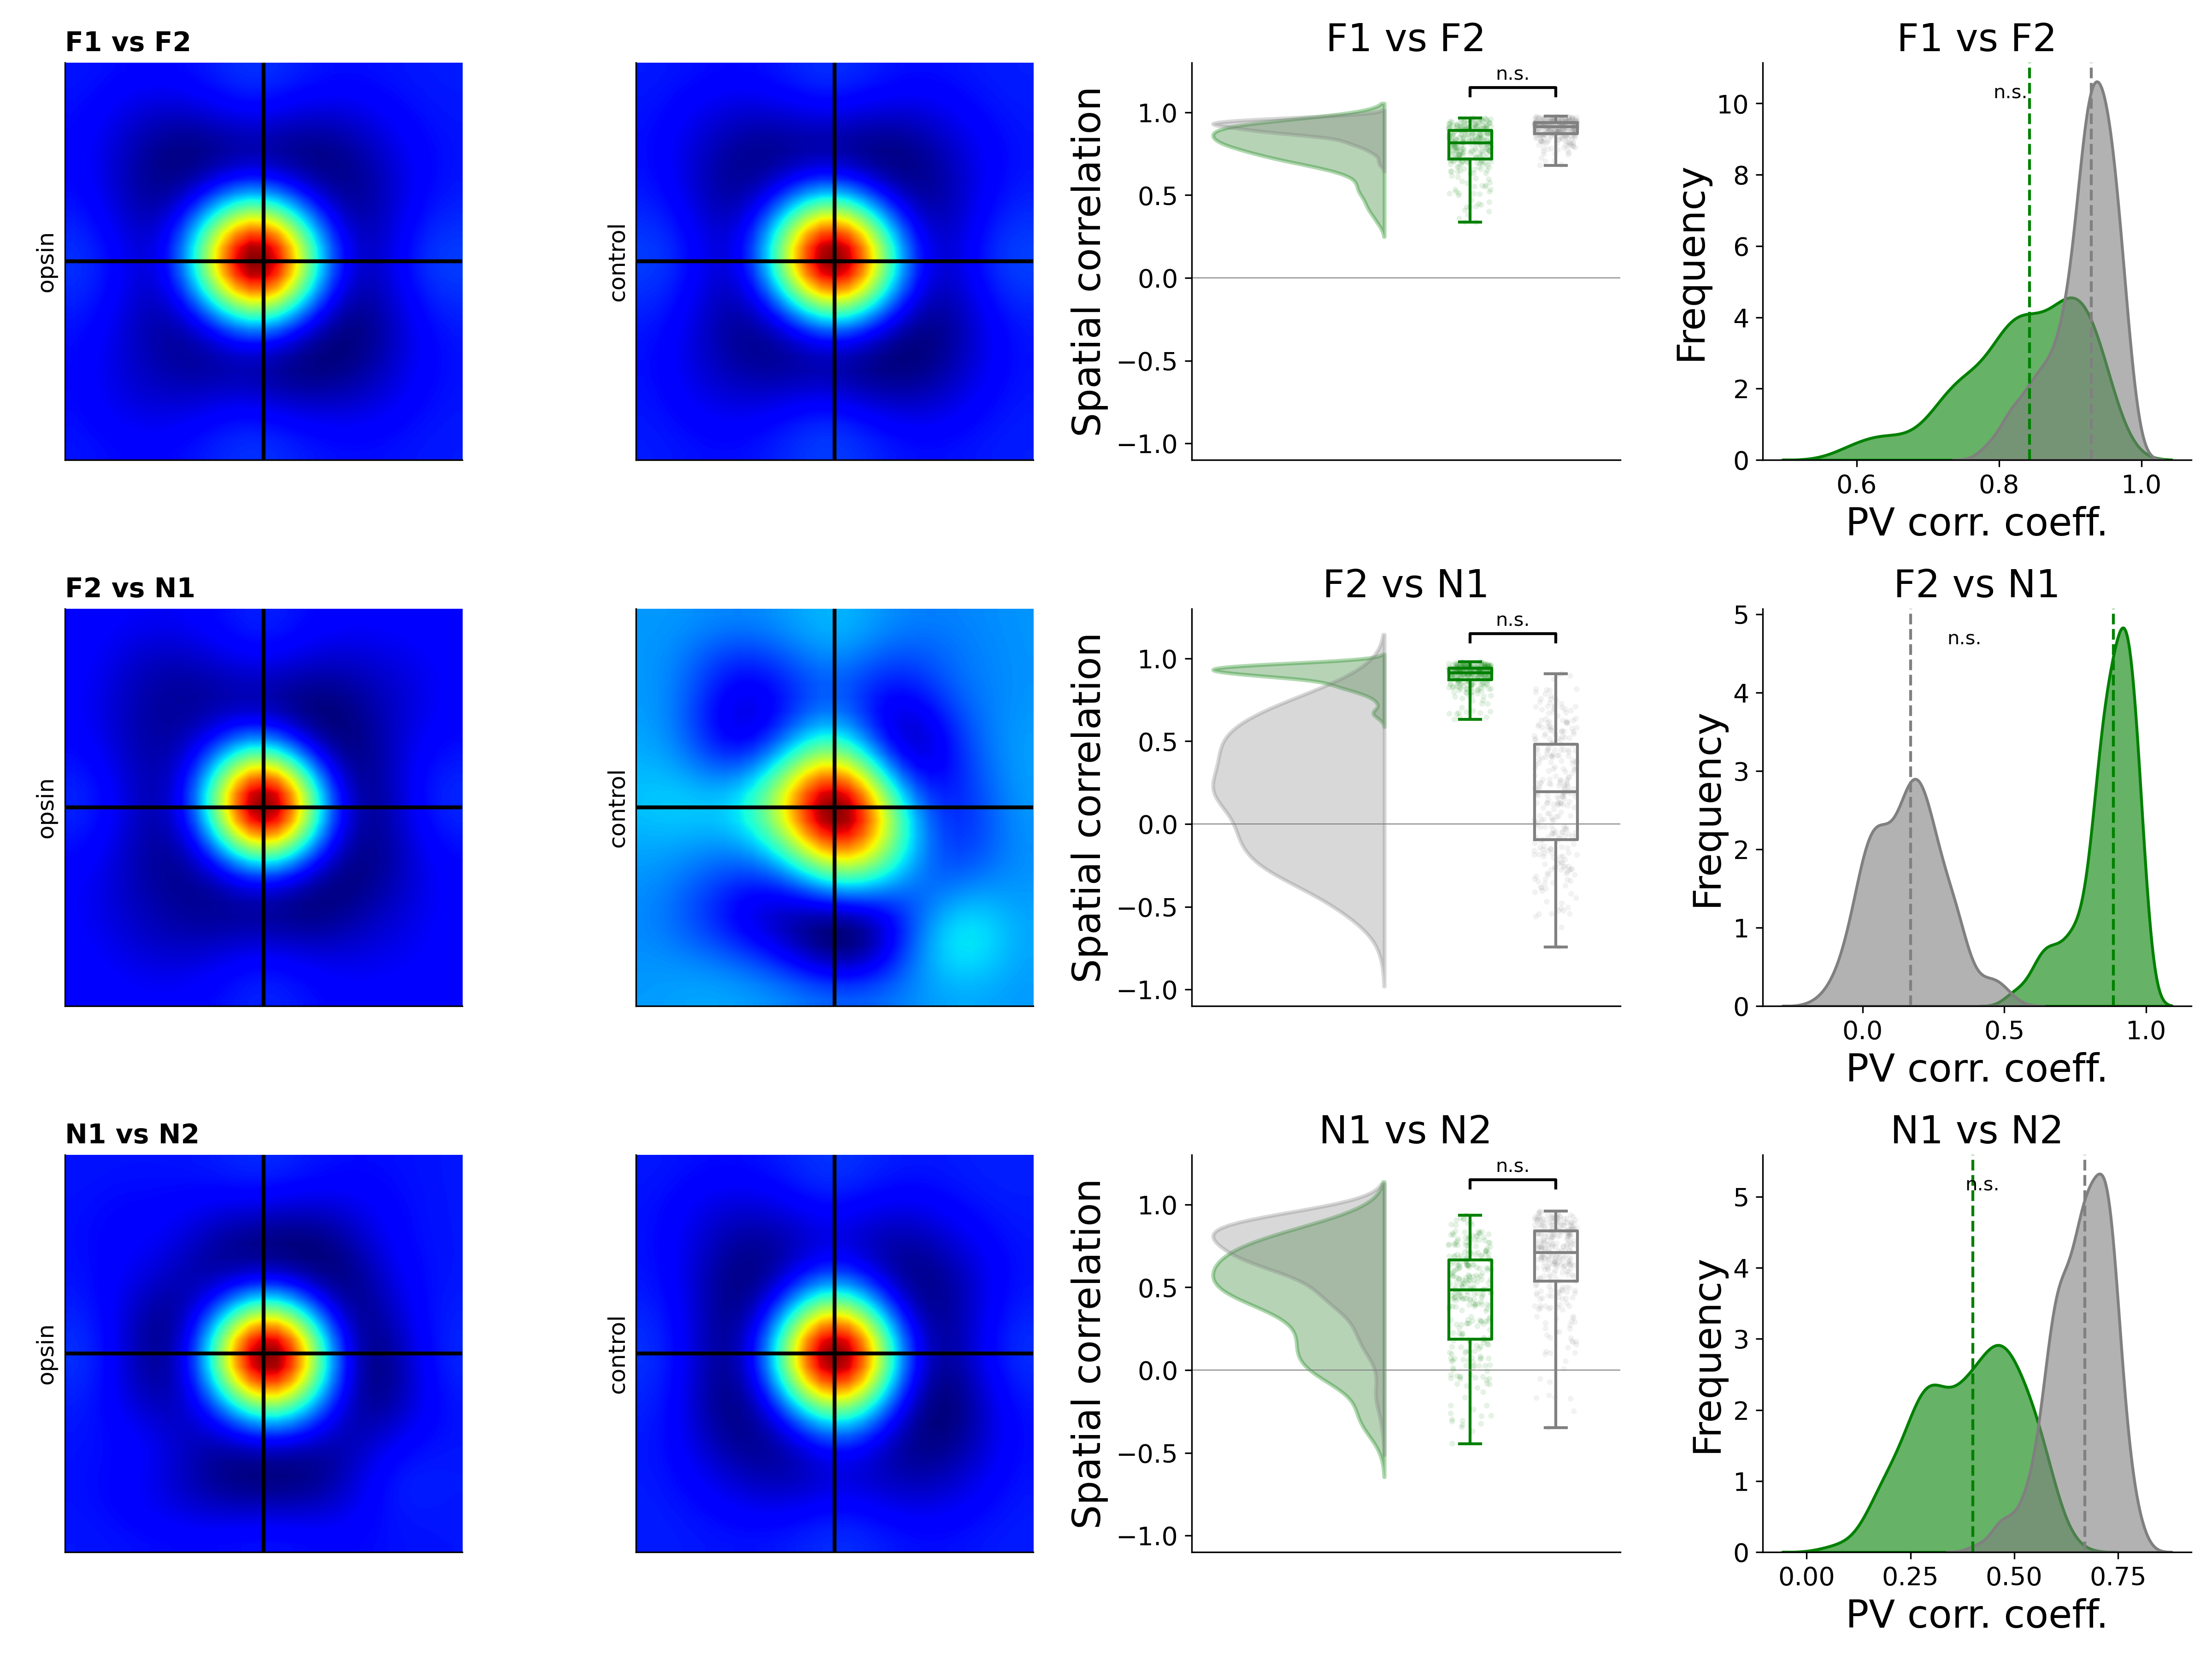 F1 vs F2
opsin
control
F1 vs F2
n.s.
Spatial correlation
1.0
0.5
0.0
−0.5
−1.0
F1 vs F2
n.s.
Frequency
10
8
6
4
2
0
0.6 0.8 1.0
PV corr. coeff.
F2 vs N1
opsin
control
F2 vs N1
n.s.
Spatial correlation
1.0
0.5
0.0
−0.5
−1.0
F2 vs N1
n.s.
Frequency
5
4
3
2
1
0
0.0 0.5 1.0
PV corr. coeff.
N1 vs N2
opsin
control
N1 vs N2
n.s.
Spatial correlation
1.0
0.5
0.0
−0.5
−1.0
N1 vs N2
n.s.
Frequency
5
4
3
2
1
0
0.00 0.25 0.50 0.75
PV corr. coeff.